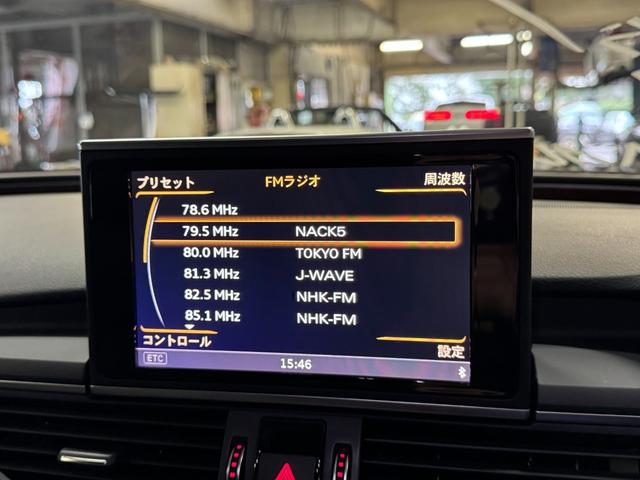 プリセット FMラジオ 周波数
78.6 MHz
79.5 MHz NACK5
80.0 MHz TOKYO FM
81.3 MHz J-WAVE
82.5 MHz NHK-FM
85.1 MHz NHK-FM
コントロール 設定
ETC 15:46